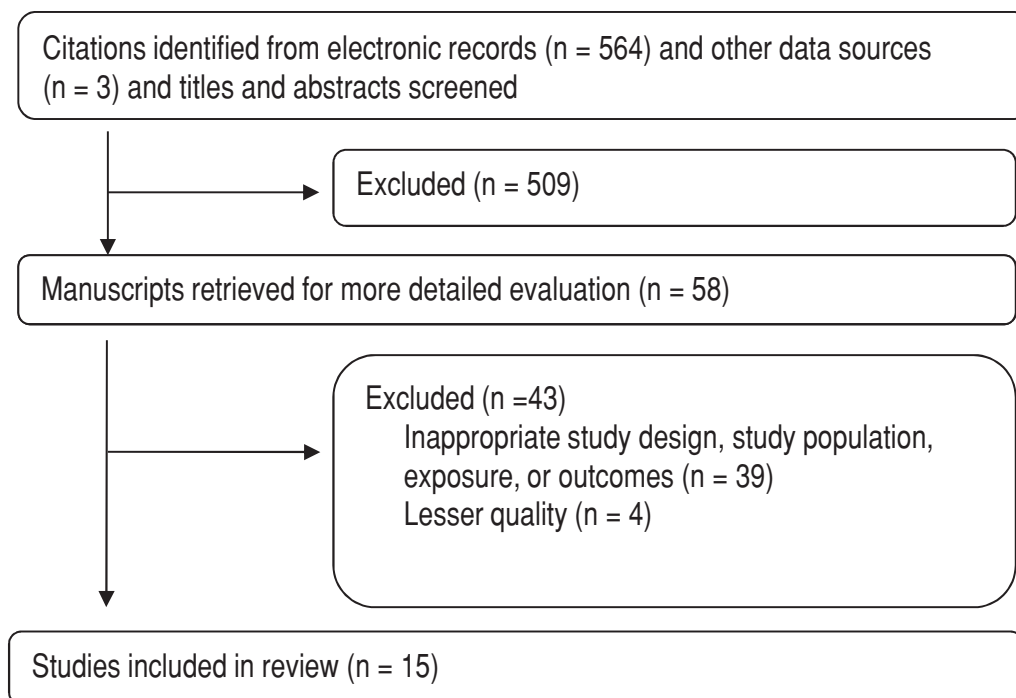 Citations identified from electronic records (n = 564) and other data sources
(n = 3) and titles and abstracts screened
Excluded (n = 509)
Manuscripts retrieved for more detailed evaluation (n = 58)
Excluded (n =43)
Inappropriate study design, study population,
exposure, or outcomes (n = 39)
Lesser quality (n = 4)
Studies included in review (n = 15)